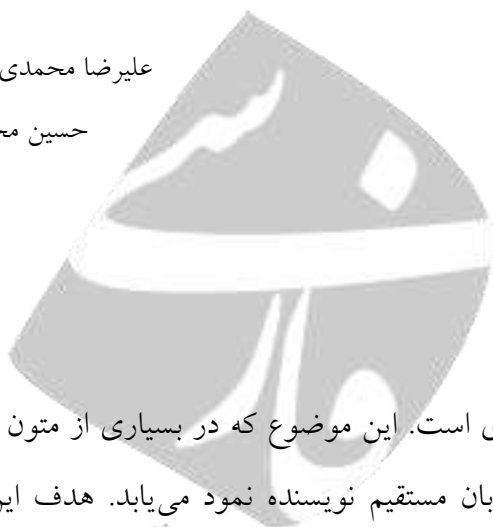 علیرضا محمدی
حسین
است. این موضوع که در بسیاری از متون
مستقیم نویسنده نمود می‌یابد. هدف